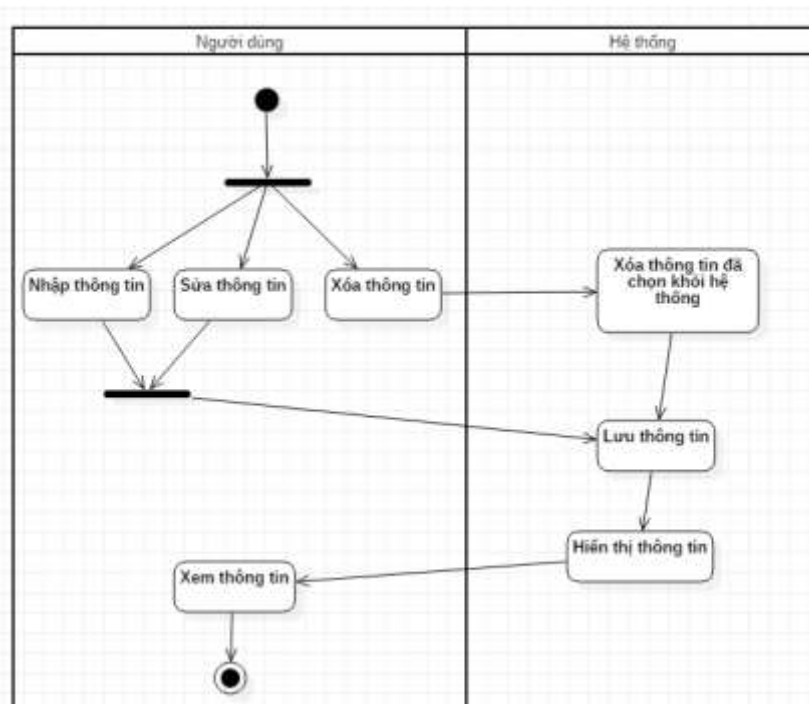 Người dùng
Hệ thống
Nhập thông tin
Sửa thông tin
Xóa thông tin
Xóa thông tin đã
chọn khỏi hệ
thống
Lưu thông tin
Hiển thị thông tin
Xem thông tin